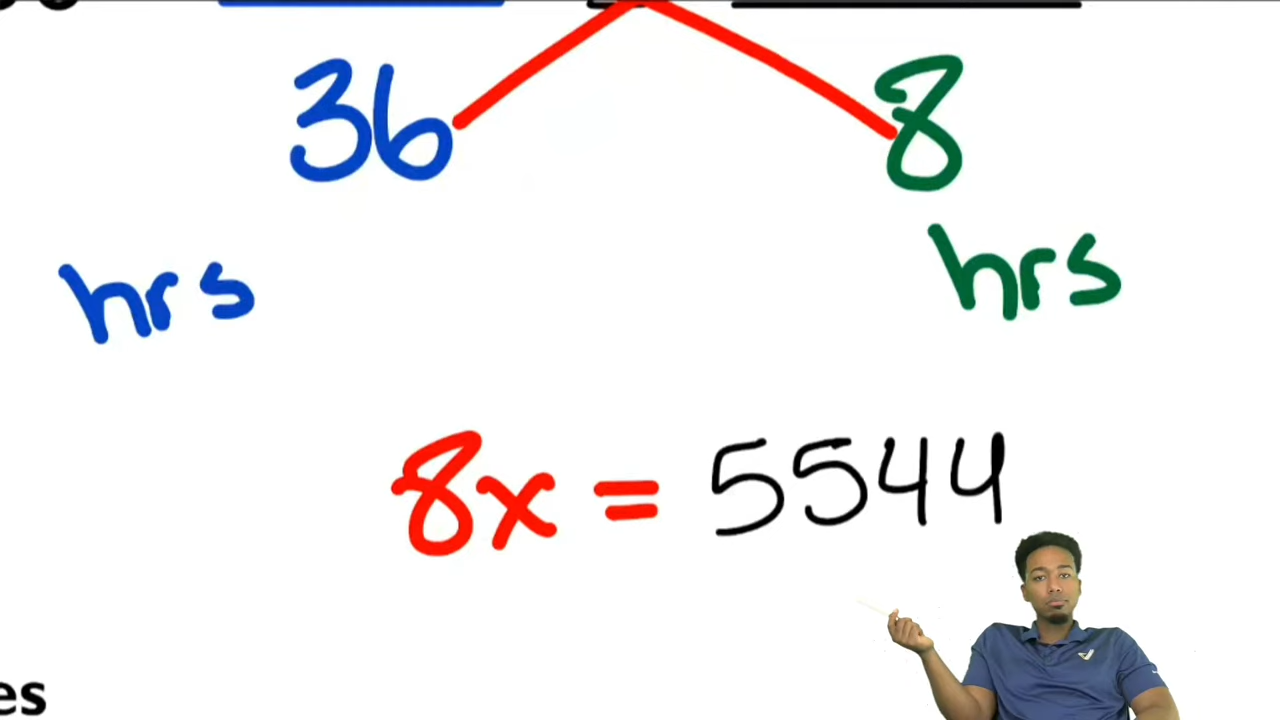 36 8
hrs hrs
8x = 5544
es